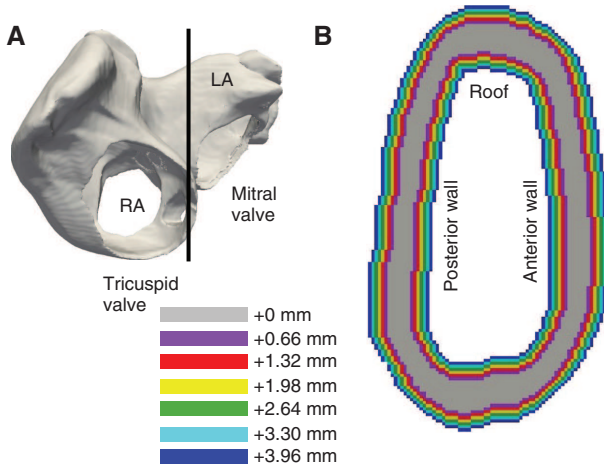 A
LA
RA
Mitral
valve
Tricuspid
valve
+0 mm
+0.66 mm
+1.32 mm
+1.98 mm
+2.64 mm
+3.30 mm
+3.96 mm
B
Roof
Posterior wall
Anterior wall